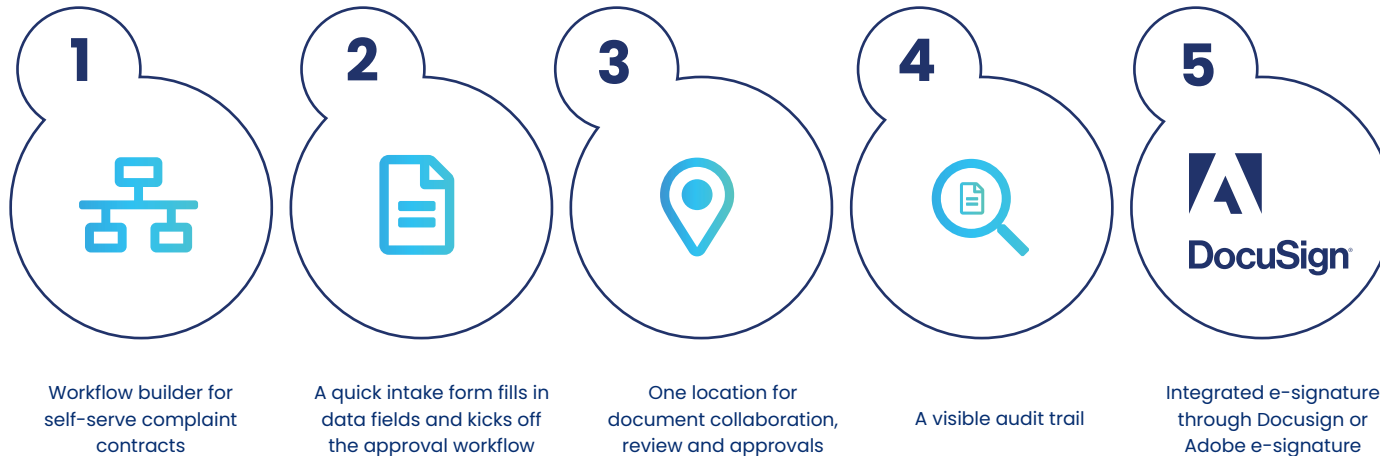 1
2
3
4
5
DocuSign®
Workflow builder for
self-serve complaint
contracts
A quick intake form fills in
data fields and kicks off
the approval workflow
One location for
document collaboration,
review and approvals
A visible audit trail
Integrated e-signature
through Docusign or
Adobe e-signature